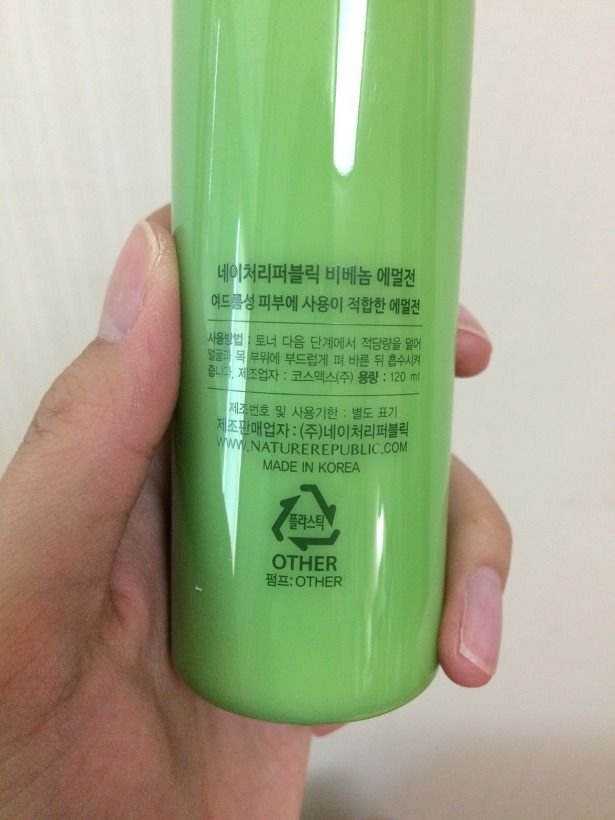 네이처리퍼블릭 비베놈 에멀전
여드름성 피부에 사용이 적합한 에멀전
사용방법 : 토너 다음 단계에서 적당량을 덜어
얼굴과 목 부위에 부드럽게 펴 바른 뒤 흡수시켜
줍니다. 제조업자 : 코스맥스(주) 용량 : 120 ml
제조번호 및 사용기한 : 별도 표기
제조판매업자 : (주)네이처리퍼블릭
WWW.NATUREREPUBLIC.COM
MADE IN KOREA
플라스틱
OTHER
펌프: OTHER